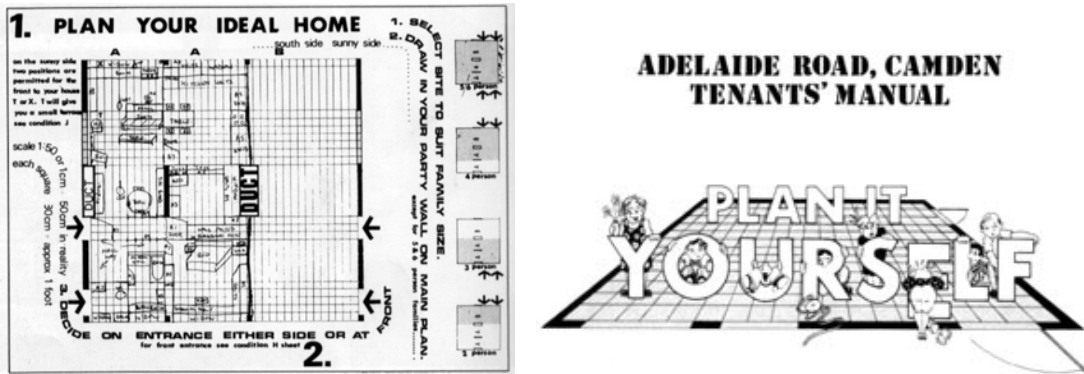 1. PLAN YOUR IDEAL HOME
A A B
south side sunny side
on the sunny side
two positions are
permitted for the
front to your house
T or X. T will give
you a small terrace
see condition J
scale 1:50 or 1cm - 50cm in reality
each square 30cm - approx 1 foot
DUCT
DUCT
1. SELECT SITE TO SUIT FAMILY SIZE.
2. DRAW IN YOUR PARTY WALL ON MAIN PLAN.
except for 5 & 6 person families
3. DECIDE ON ENTRANCE EITHER SIDE OR AT FRONT
for front entrance see condition H sheet
2.
5/6 person
4 person
3 person
2 person
ADELAIDE ROAD, CAMDEN
TENANTS' MANUAL
PLAN IT
YOURSELF